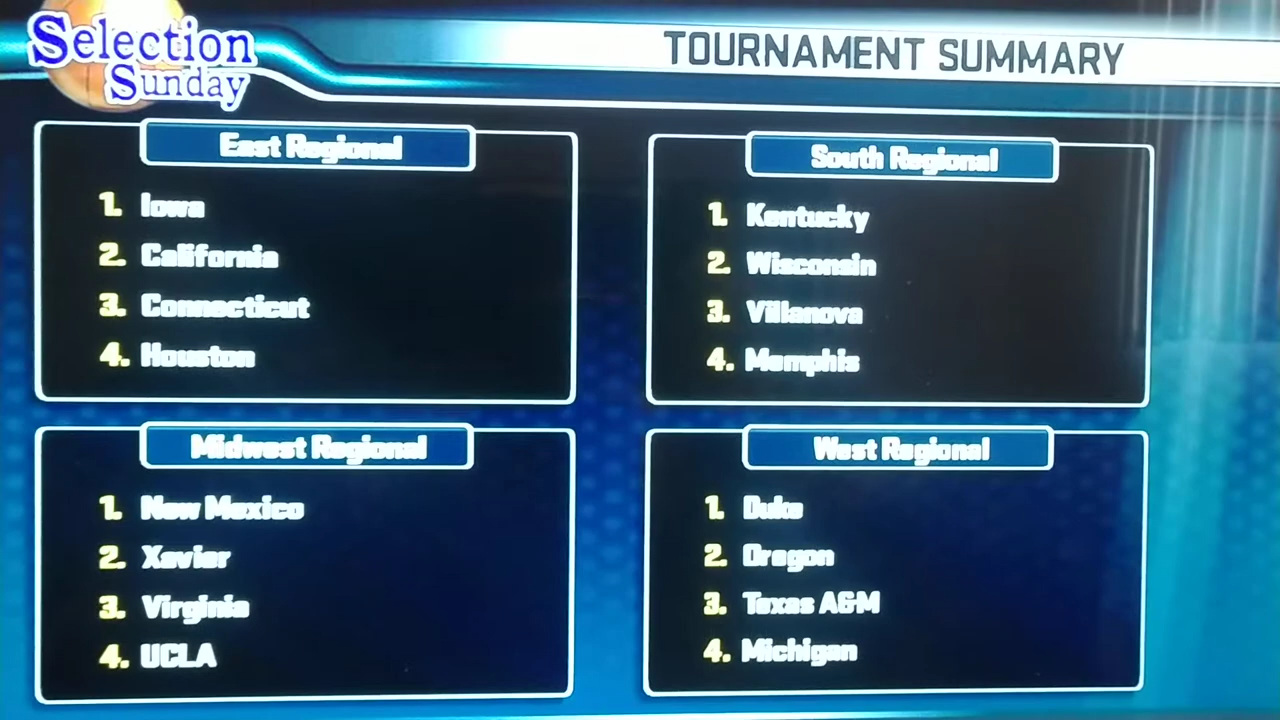 Selection
Sunday
TOURNAMENT SUMMARY
East Regional
1. Iowa
2. California
3. Connecticut
4. Houston
South Regional
1. Kentucky
2. Wisconsin
3. Villanova
4. Memphis
Midwest Regional
1. New Mexico
2. Xavier
3. Virginia
4. UCLA
West Regional
1. Duke
2. Oregon
3. Texas A&M
4. Michigan